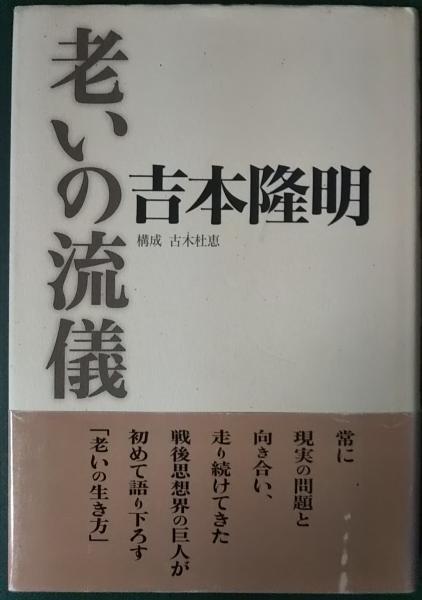 老いの流儀
吉本隆明
構成 古木杜恵
常に
現実の問題と
向き合い、
走り続けてきた
戦後思想界の巨人が
初めて語り下ろす
「老いの生き方」